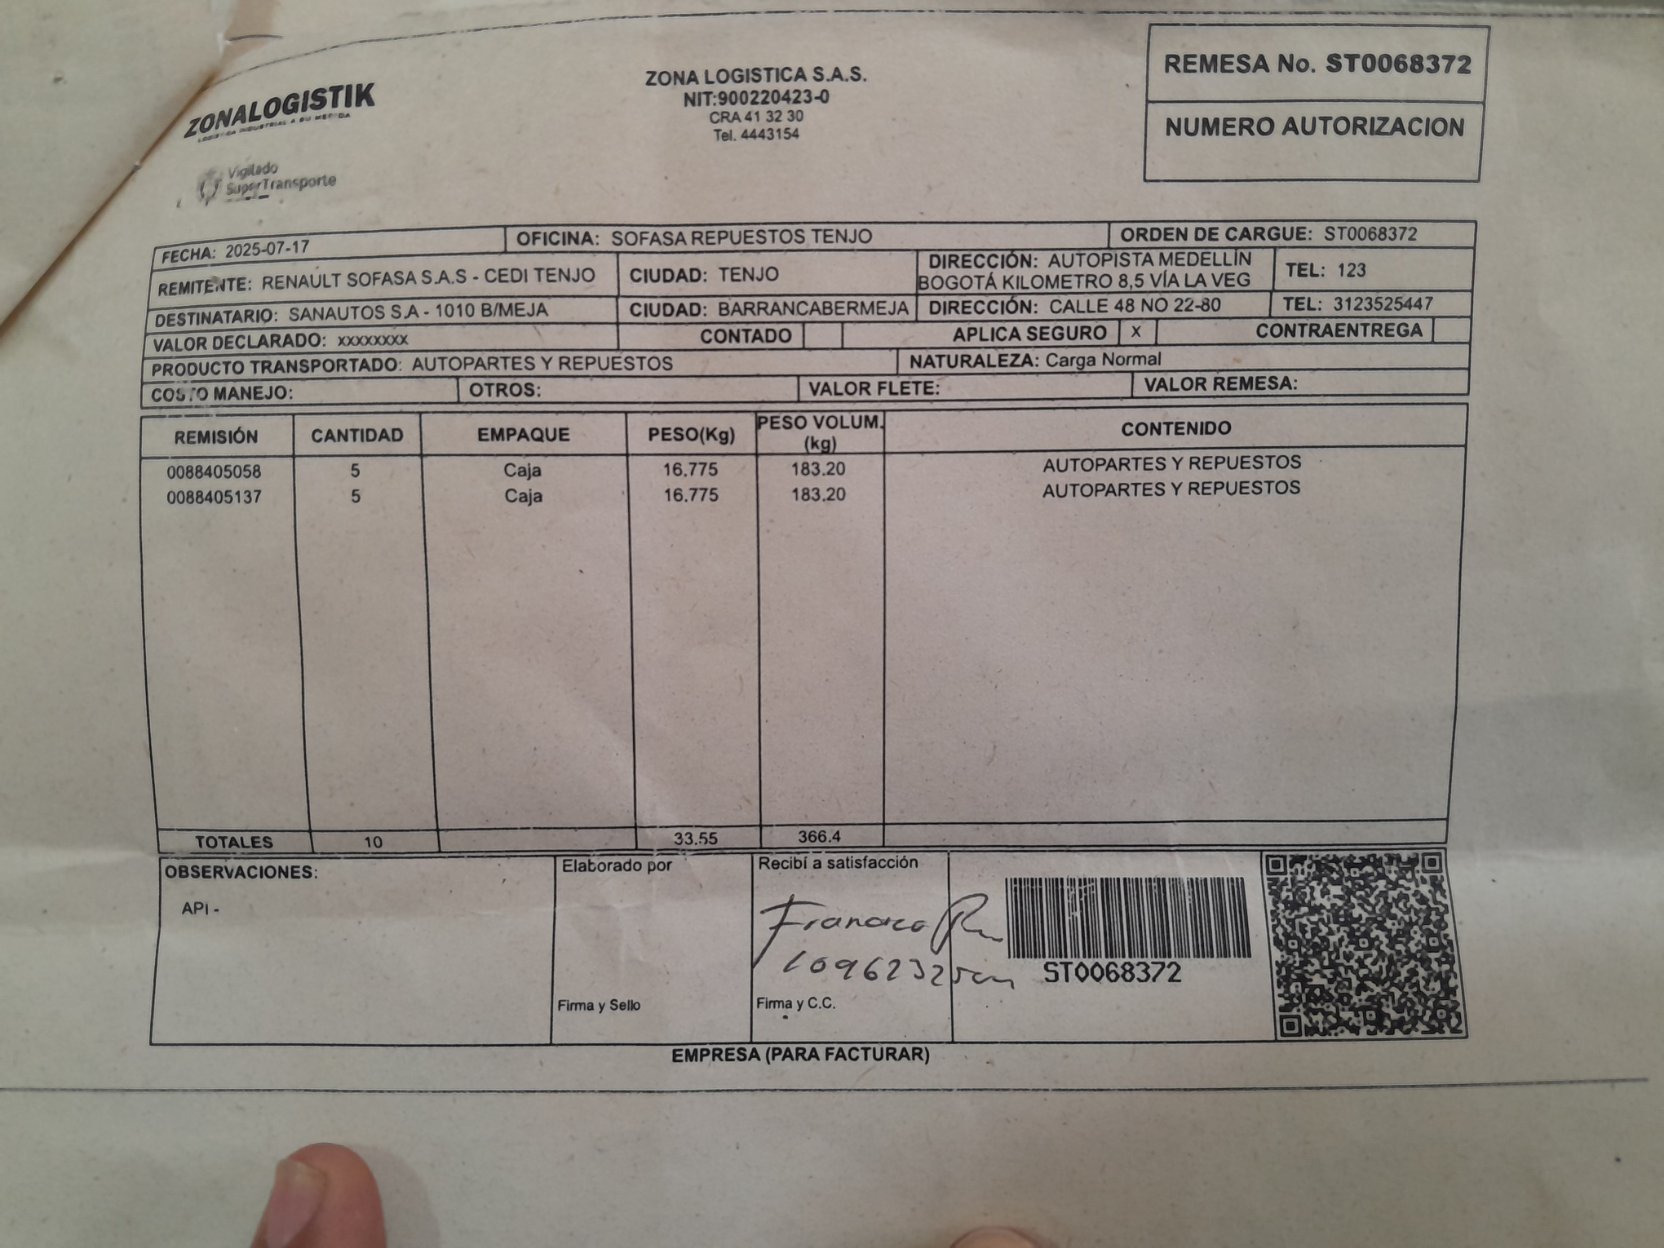 ZONALOGISTIK
LOGISTICA INDUSTRIAL A SU MEDIDA
Vigilado
SuperTransporte
ZONA LOGISTICA S.A.S.
NIT:900220423-0
CRA 41 32 30
Tel. 4443154
REMESA No. ST0068372
NUMERO AUTORIZACION
FECHA: 2025-07-17 OFICINA: SOFASA REPUESTOS TENJO ORDEN DE CARGUE: ST0068372
REMITENTE: RENAULT SOFASA S.A.S - CEDI TENJO CIUDAD: TENJO DIRECCIÓN: AUTOPISTA MEDELLÍN BOGOTÁ KILOMETRO 8,5 VÍA LA VEG TEL: 123
DESTINATARIO: SANAUTOS S.A - 1010 B/MEJA CIUDAD: BARRANCABERMEJA DIRECCIÓN: CALLE 48 NO 22-80 TEL: 3123525447
VALOR DECLARADO: xxxxxxxx CONTADO APLICA SEGURO X CONTRAENTREGA
PRODUCTO TRANSPORTADO: AUTOPARTES Y REPUESTOS NATURALEZA: Carga Normal
COSTO MANEJO: OTROS: VALOR FLETE: VALOR REMESA:
REMISIÓN CANTIDAD EMPAQUE PESO(Kg) PESO VOLUM. (kg) CONTENIDO
0088405058 5 Caja 16.775 183.20 AUTOPARTES Y REPUESTOS
0088405137 5 Caja 16.775 183.20 AUTOPARTES Y REPUESTOS
TOTALES 10 33.55 366.4
OBSERVACIONES:
API -
Elaborado por
Firma y Sello
Recibí a satisfacción
Firma y C.C.
ST0068372
EMPRESA (PARA FACTURAR)